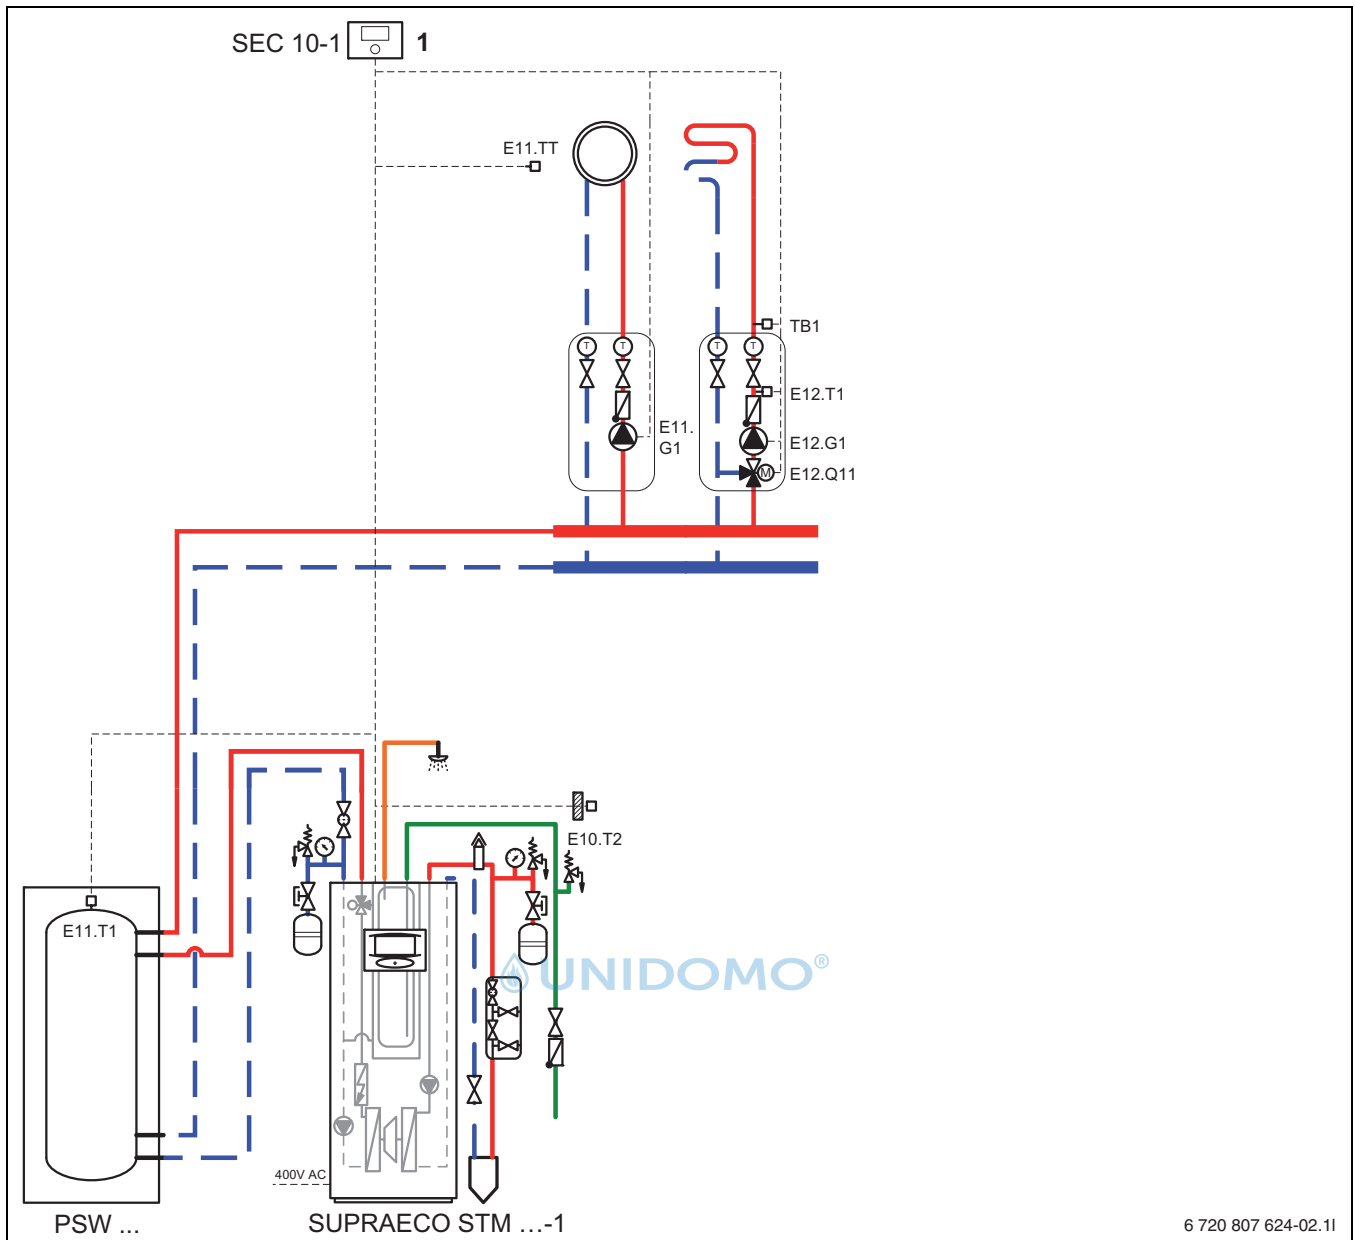 SEC 10-1 1
E11.TT
T T T T
TB1
E12.T1
E11.
G1
E12.G1
M
E12.Q11
E10.T2
E11.T1
UNIDOMO®
400V AC
PSW ...
SUPRAECO STM ...-1
6 720 807 624-02.1I